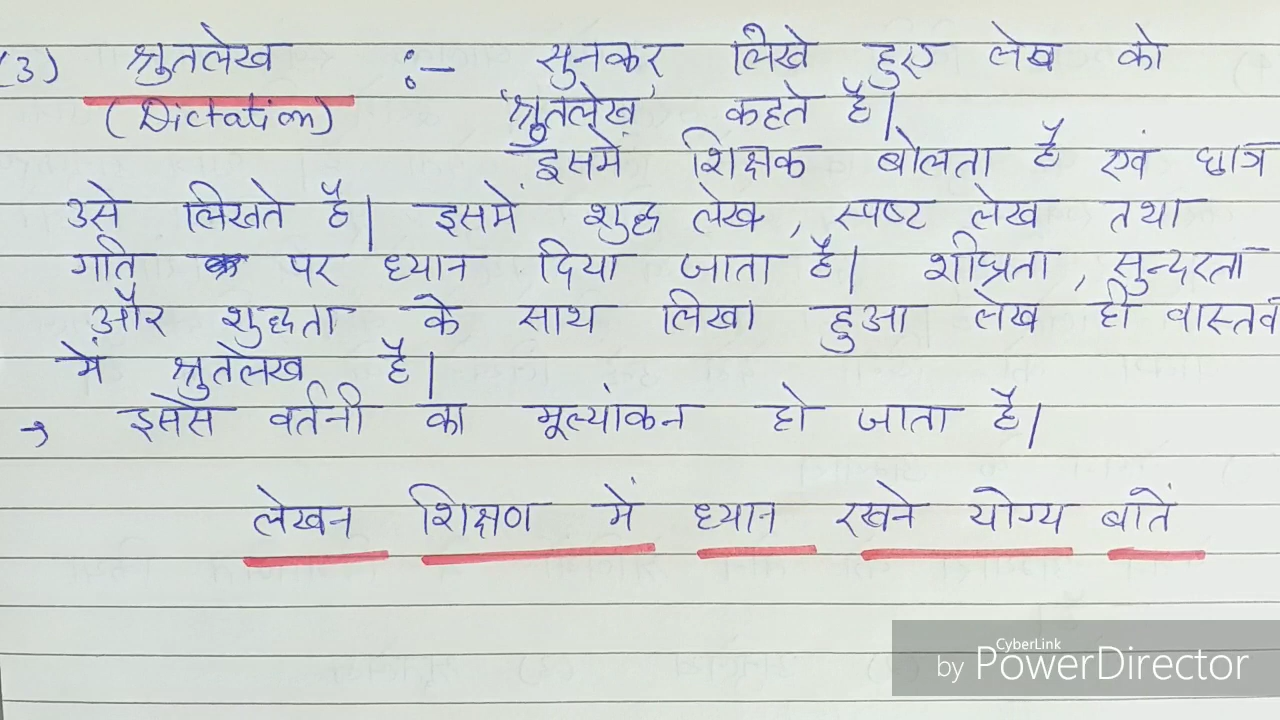 (3) श्रुतलेख :- सुनकर लिखे हुए लेख को
(Dictation) 'श्रुतलेख' कहते है।
इसमें शिक्षक बोलता है एवं छात्र
उसे लिखते है। इसमें शुद्ध लेख, स्पष्ट लेख तथा
गति पर ध्यान दिया जाता है। शीघ्रता, सुन्दरता
और शुद्धता के साथ लिखा हुआ लेख ही वास्तव
में श्रुतलेख है।
→ इसेस वर्तनी का मूल्यांकन हो जाता है।
लेखन शिक्षण में ध्यान रखने योग्य बातें
CyberLink
by PowerDirector